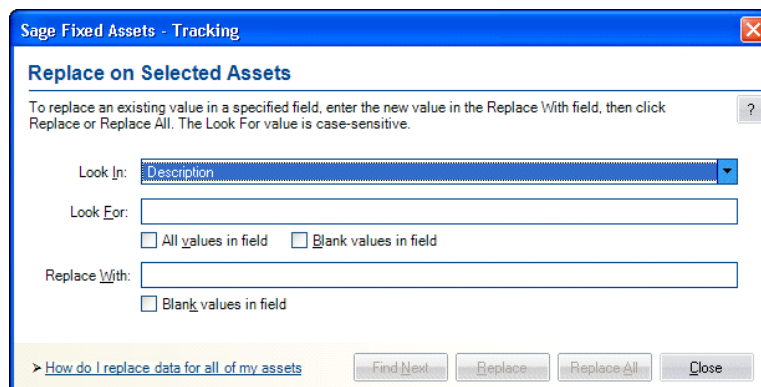 Sage Fixed Assets - Tracking
Replace on Selected Assets
To replace an existing value in a specified field, enter the new value in the Replace With field, then click
Replace or Replace All. The Look For value is case-sensitive.
?
Look In: Description
Look For:
All values in field Blank values in field
Replace With:
Blank values in field
How do I replace data for all of my assets Find Next Replace Replace All Close